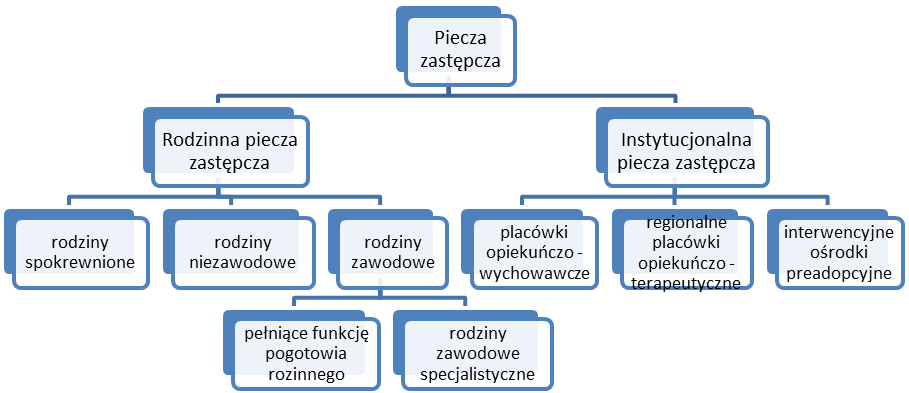 Piecza
zastępcza
Rodzinna piecza
zastępcza
Instytucjonalna
piecza zastępcza
rodziny
spokrewnione
rodziny
niezawodowe
rodziny
zawodowe
placówki
opiekuńczo -
wychowawcze
regionalne
placówki
opiekuńczo -
terapeutyczne
interwencyjne
ośrodki
preadopcyjne
pełniące funkcję
pogotowia
rozinnego
rodziny
zawodowe
specjalistyczne